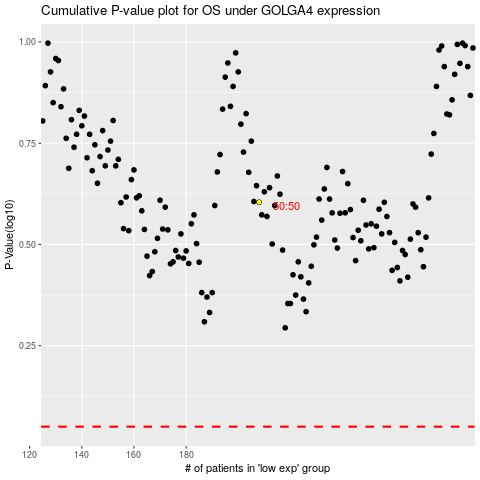 Cumulative P-value plot for OS under GOLGA4 expression
P-Value(log10)
1.00
0.75
0.50
0.25
50:50
120 140 160 180
# of patients in 'low exp' group